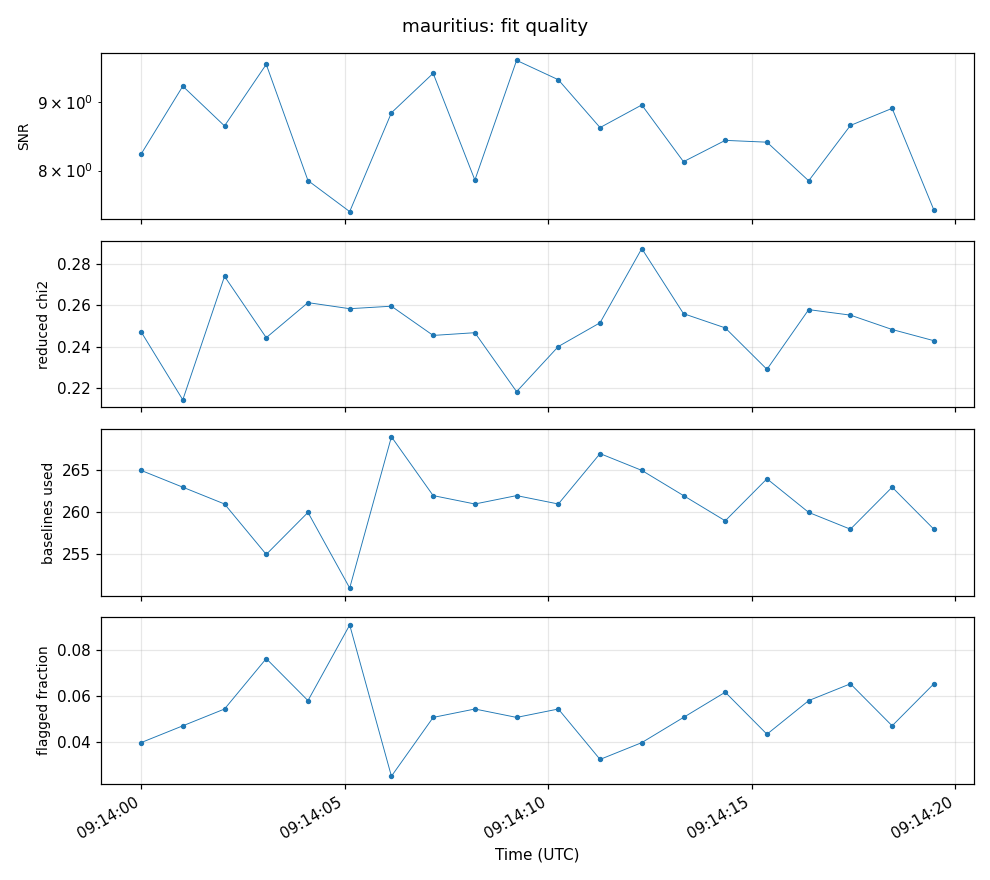 mauritius: fit quality
SNR
9 × 10⁰
8 × 10⁰
reduced chi2
0.28
0.26
0.24
0.22
baselines used
265
260
255
flagged fraction
0.08
0.06
0.04
09:14:00 09:14:05 09:14:10 09:14:15 09:14:20
Time (UTC)